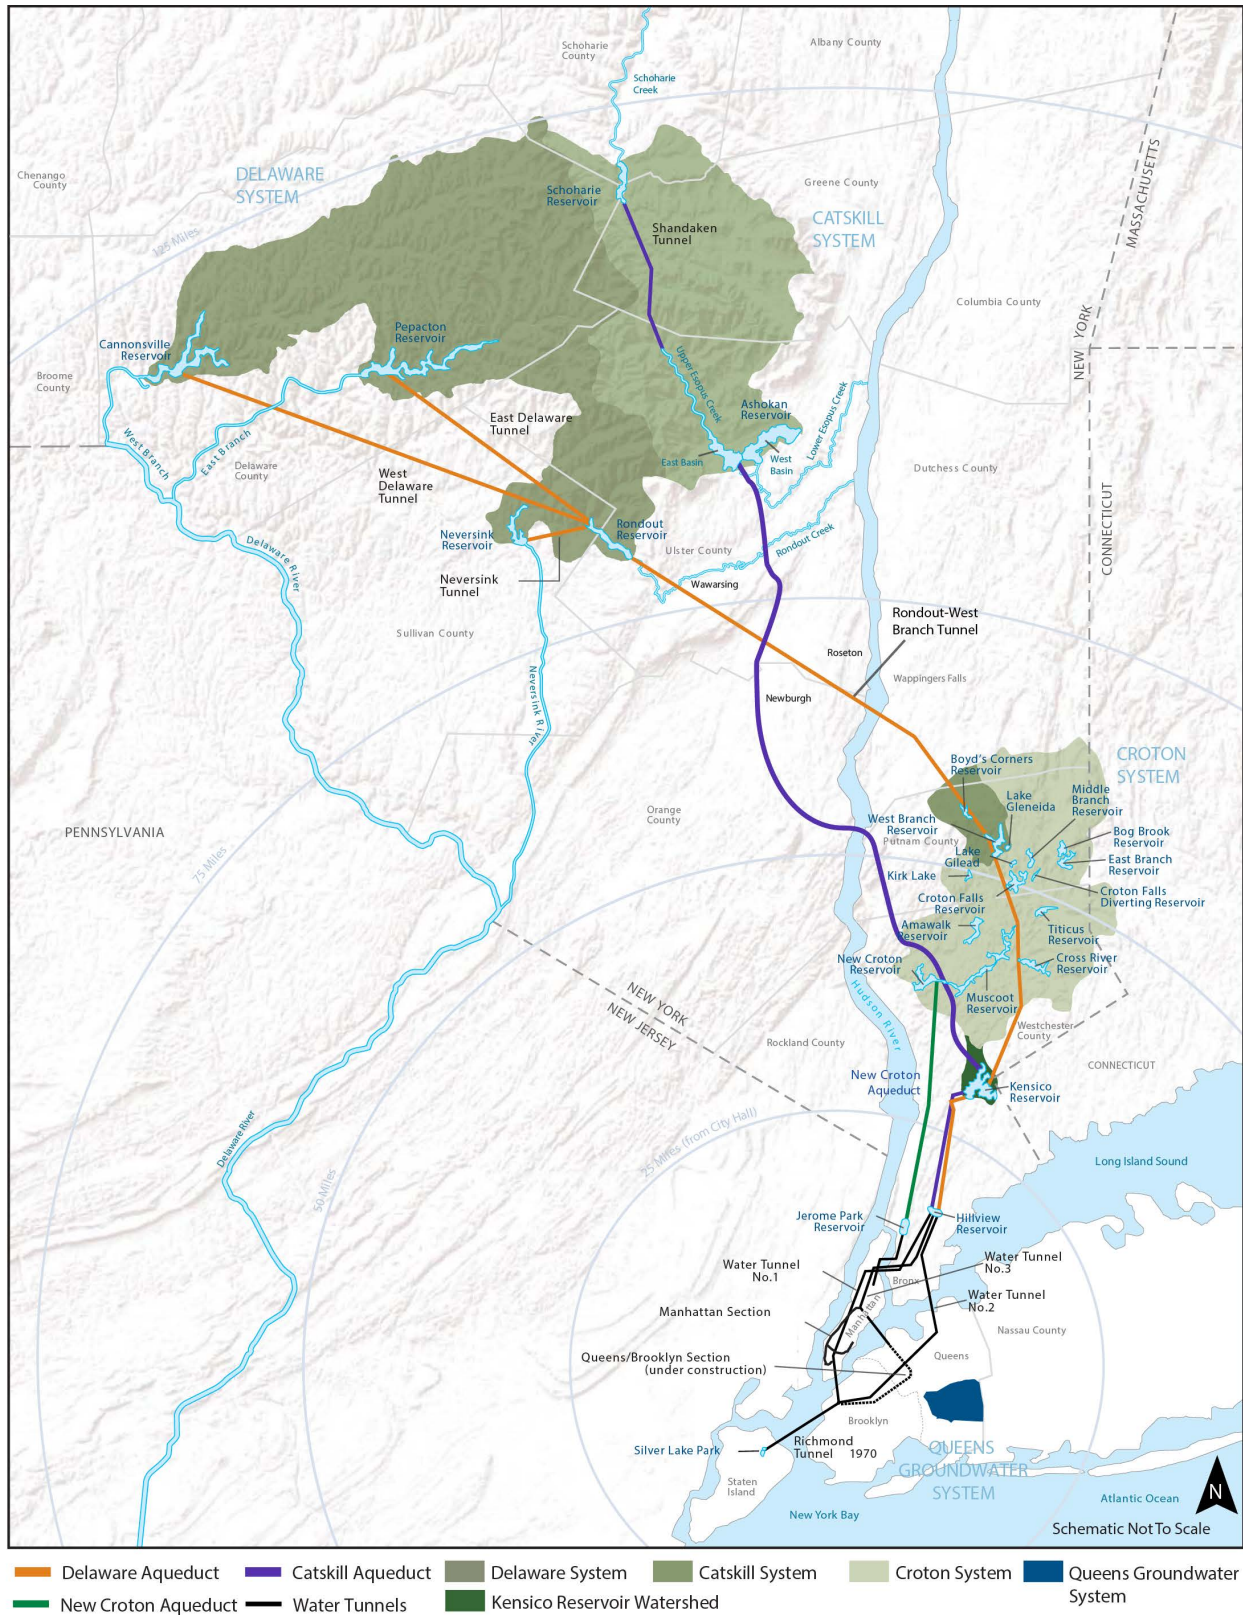 Schoharie
County
Albany County
Schoharie
Creek
MASSACHUSETTS
Chenango
County
DELAWARE
SYSTEM
Schoharie
Reservoir
Greene County
CATSKILL
SYSTEM
Shandaken
Tunnel
125 Miles
Columbia County
NEW YORK
Cannonsville
Reservoir
Pepacton
Reservoir
Broome
County
Upper Esopus Creek
Ashokan
Reservoir
Lower Esopus Creek
East Delaware
Tunnel
West Branch
East Branch
Delaware
County
East Basin
West
Basin
Dutchess County
West
Delaware
Tunnel
CONNECTICUT
Neversink
Reservoir
Rondout
Reservoir
Delaware River
Ulster County
Rondout Creek
Neversink
Tunnel
Wawarsing
Rondout-West
Branch Tunnel
Sullivan County
Roseton
Wappingers Falls
Neversink River
Newburgh
CROTON
SYSTEM
Boyd's Corners
Reservoir
Lake
Gleneida
Middle
Branch
Reservoir
Orange
County
West Branch
Reservoir
Putnam County
Bog Brook
Reservoir
PENNSYLVANIA
75 Miles
Lake
Gilead
East Branch
Reservoir
Kirk Lake
Croton Falls
Reservoir
Croton Falls
Diverting Reservoir
Amawalk
Reservoir
Titicus
Reservoir
New Croton
Reservoir
Cross River
Reservoir
Muscoot
Reservoir
NEW YORK
NEW JERSEY
Hudson River
Westchester
County
Rockland County
CONNECTICUT
New Croton
Aqueduct
Kensico
Reservoir
25 Miles (from City Hall)
Delaware River
Long Island Sound
50 Miles
Jerome Park
Reservoir
Hillview
Reservoir
Water Tunnel
No.1
Water Tunnel
No.3
Bronx
Water Tunnel
No.2
Manhattan Section
Manhattan
Nassau County
Queens/Brooklyn Section
(under construction)
Queens
Brooklyn
Silver Lake Park
Richmond
Tunnel 1970
QUEENS
GROUNDWATER
SYSTEM
Staten
Island
New York Bay
Atlantic Ocean
N
Schematic Not To Scale
Delaware Aqueduct
Catskill Aqueduct
Delaware System
Catskill System
Croton System
Queens Groundwater
System
New Croton Aqueduct
Water Tunnels
Kensico Reservoir Watershed